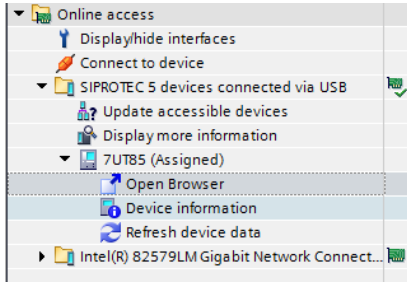 Online access
Display/hide interfaces
Connect to device
SIPROTEC 5 devices connected via USB
Update accessible devices
Display more information
7UT85 (Assigned)
Open Browser
Device information
Refresh device data
Intel(R) 82579LM Gigabit Network Connect...